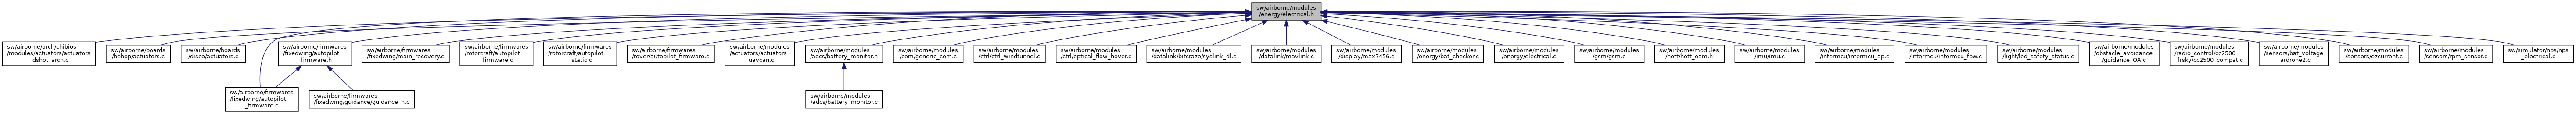 sw/airborne/modules
/energy/electrical.h
sw/airborne/arch/chibios
/modules/actuators/actuators
_dshot_arch.c
sw/airborne/boards
/bebop/actuators.c
sw/airborne/boards
/disco/actuators.c
sw/airborne/firmwares
/fixedwing/autopilot
_firmware.h
sw/airborne/firmwares
/fixedwing/main_recovery.c
sw/airborne/firmwares
/rotorcraft/autopilot
_firmware.c
sw/airborne/firmwares
/rotorcraft/autopilot
_static.c
sw/airborne/firmwares
/rover/autopilot_firmware.c
sw/airborne/modules
/actuators/actuators
_uavcan.c
sw/airborne/modules
/adcs/battery_monitor.h
sw/airborne/modules
/com/generic_com.c
sw/airborne/modules
/ctrl/ctrl_windtunnel.c
sw/airborne/modules
/ctrl/optical_flow_hover.c
sw/airborne/modules
/datalink/bitcraze/syslink_dl.c
sw/airborne/modules
/datalink/mavlink.c
sw/airborne/modules
/display/max7456.c
sw/airborne/modules
/energy/bat_checker.c
sw/airborne/modules
/energy/electrical.c
sw/airborne/modules
/gsm/gsm.c
sw/airborne/modules
/hott/hott_eam.h
sw/airborne/modules
/imu/imu.c
sw/airborne/modules
/intermcu/intermcu_ap.c
sw/airborne/modules
/intermcu/intermcu_fbw.c
sw/airborne/modules
/light/led_safety_status.c
sw/airborne/modules
/obstacle_avoidance
/guidance_OA.c
sw/airborne/modules
/radio_control/cc2500
_frsky/cc2500_compat.c
sw/airborne/modules
/sensors/bat_voltage
_ardrone2.c
sw/airborne/modules
/sensors/ezcurrent.c
sw/airborne/modules
/sensors/rpm_sensor.c
sw/simulator/nps/nps
_electrical.c
sw/airborne/firmwares
/fixedwing/autopilot
_firmware.c
sw/airborne/firmwares
/fixedwing/guidance/guidance_h.c
sw/airborne/modules
/adcs/battery_monitor.c